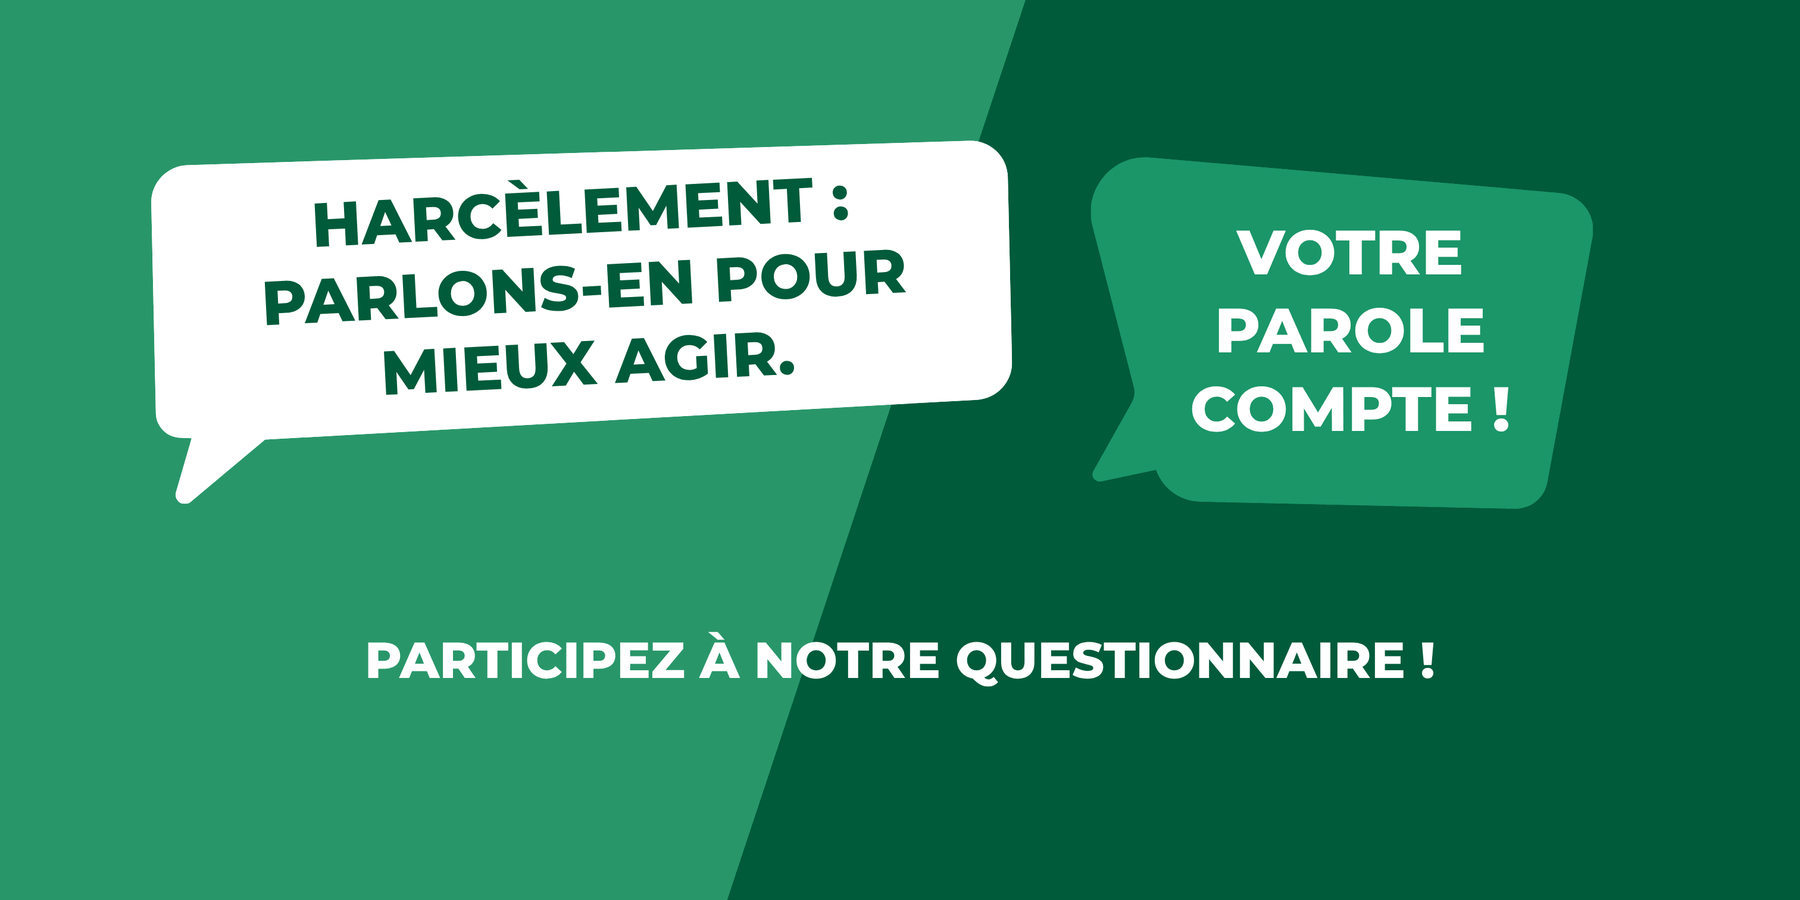 HARCÈLEMENT :
PARLONS-EN POUR
MIEUX AGIR.
VOTRE
PAROLE
COMPTE !
PARTICIPEZ À NOTRE QUESTIONNAIRE !